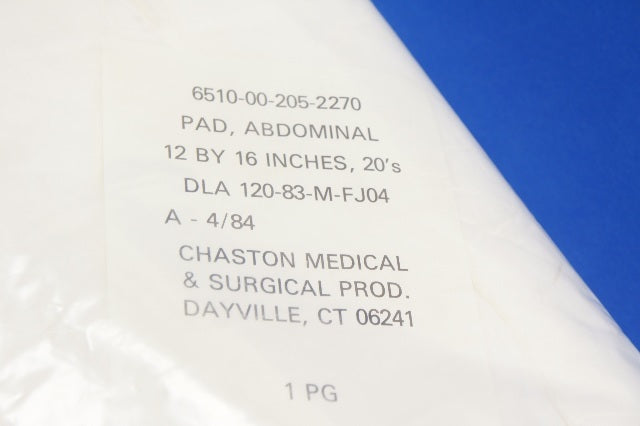 6510-00-205-2270
PAD, ABDOMINAL
12 BY 16 INCHES, 20's
DLA 120-83-M-FJ04
A - 4/84
CHASTON MEDICAL
& SURGICAL PROD.
DAYVILLE, CT 06241
1 PG